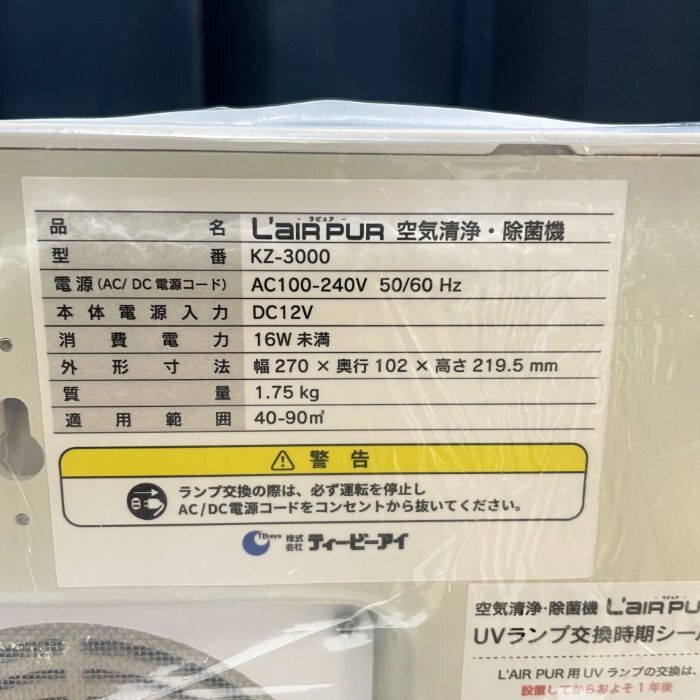 品名 - ラピュア - L'aiR PUR 空気清浄・除菌機
型番 KZ-3000
電源(AC/ DC電源コード) AC100-240V 50/60 Hz
本体電源入力 DC12V
消費電力 16W 未満
外形寸法 幅 270 × 奥行 102 × 高さ 219.5 mm
質量 1.75 kg
適用範囲 40-90㎡
警告
ランプ交換の際は、必ず運転を停止し
AC/DC電源コードをコンセントから抜いてください。
株式会社 ティービーアイ
空気清浄・除菌機 L'aiR PU
UVランプ交換時期シー
L'AIR PUR 用 UV ランプの交換は、
設置してからおよそ1年後